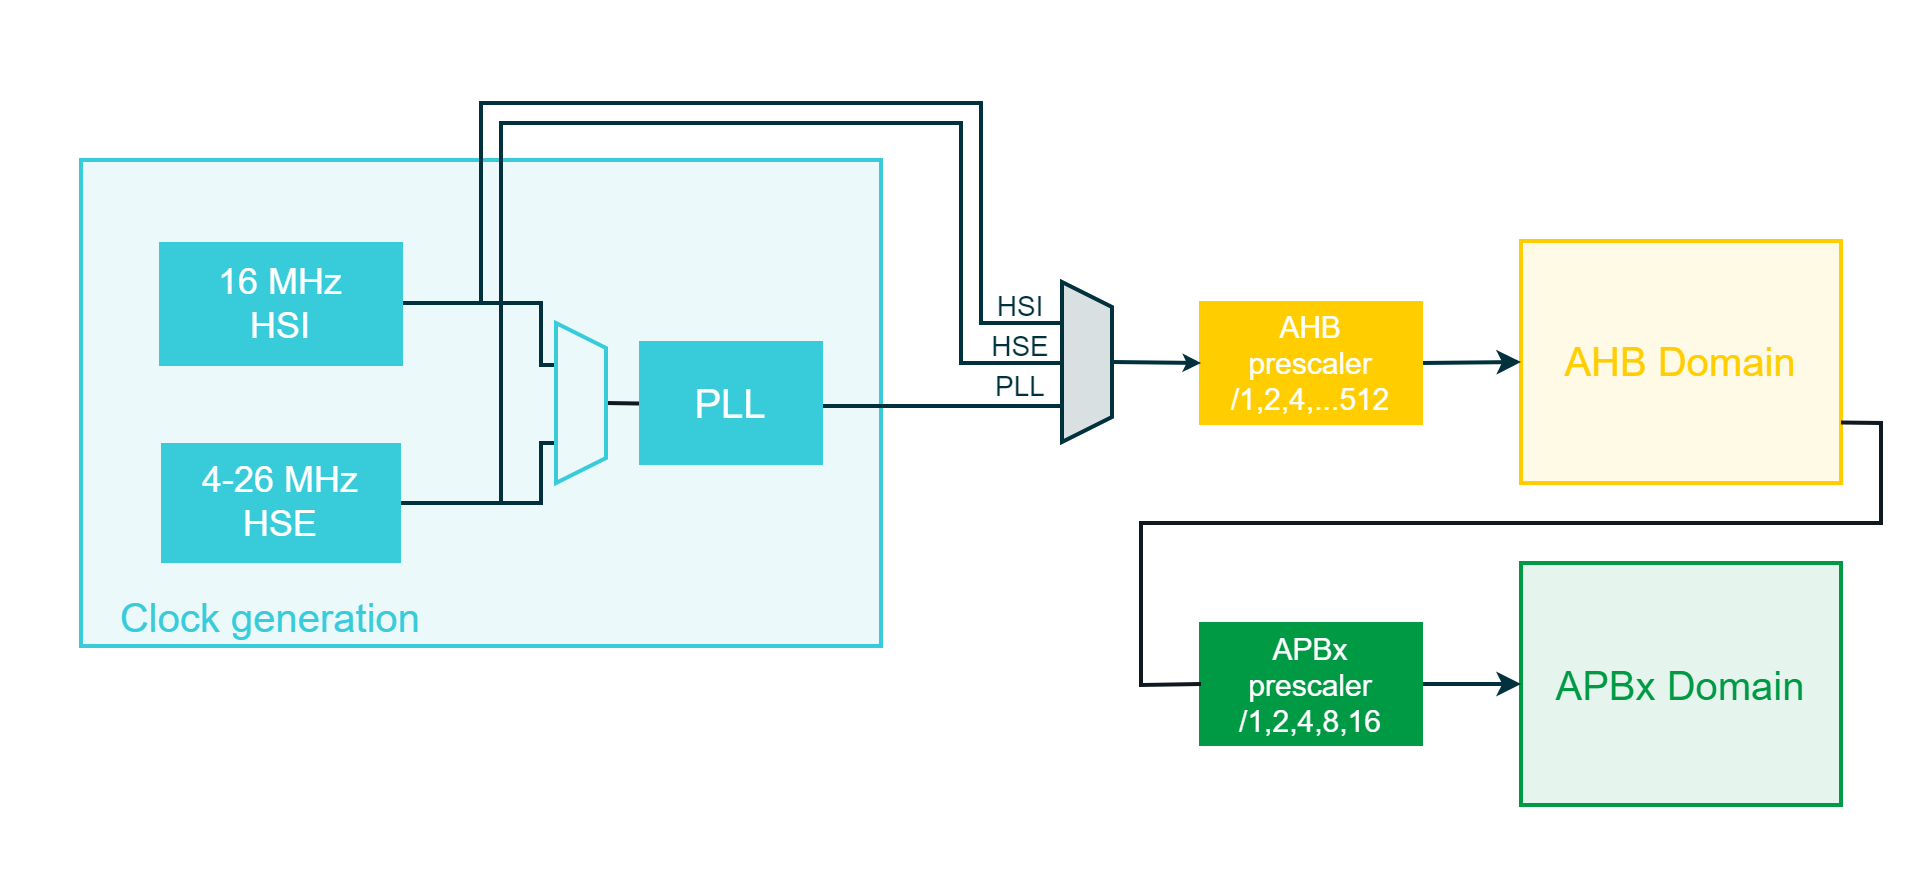 16 MHz
HSI
4-26 MHz
HSE
PLL
Clock generation
HSI
HSE
PLL
AHB
prescaler
/1,2,4,...512
AHB Domain
APBx
prescaler
/1,2,4,8,16
APBx Domain